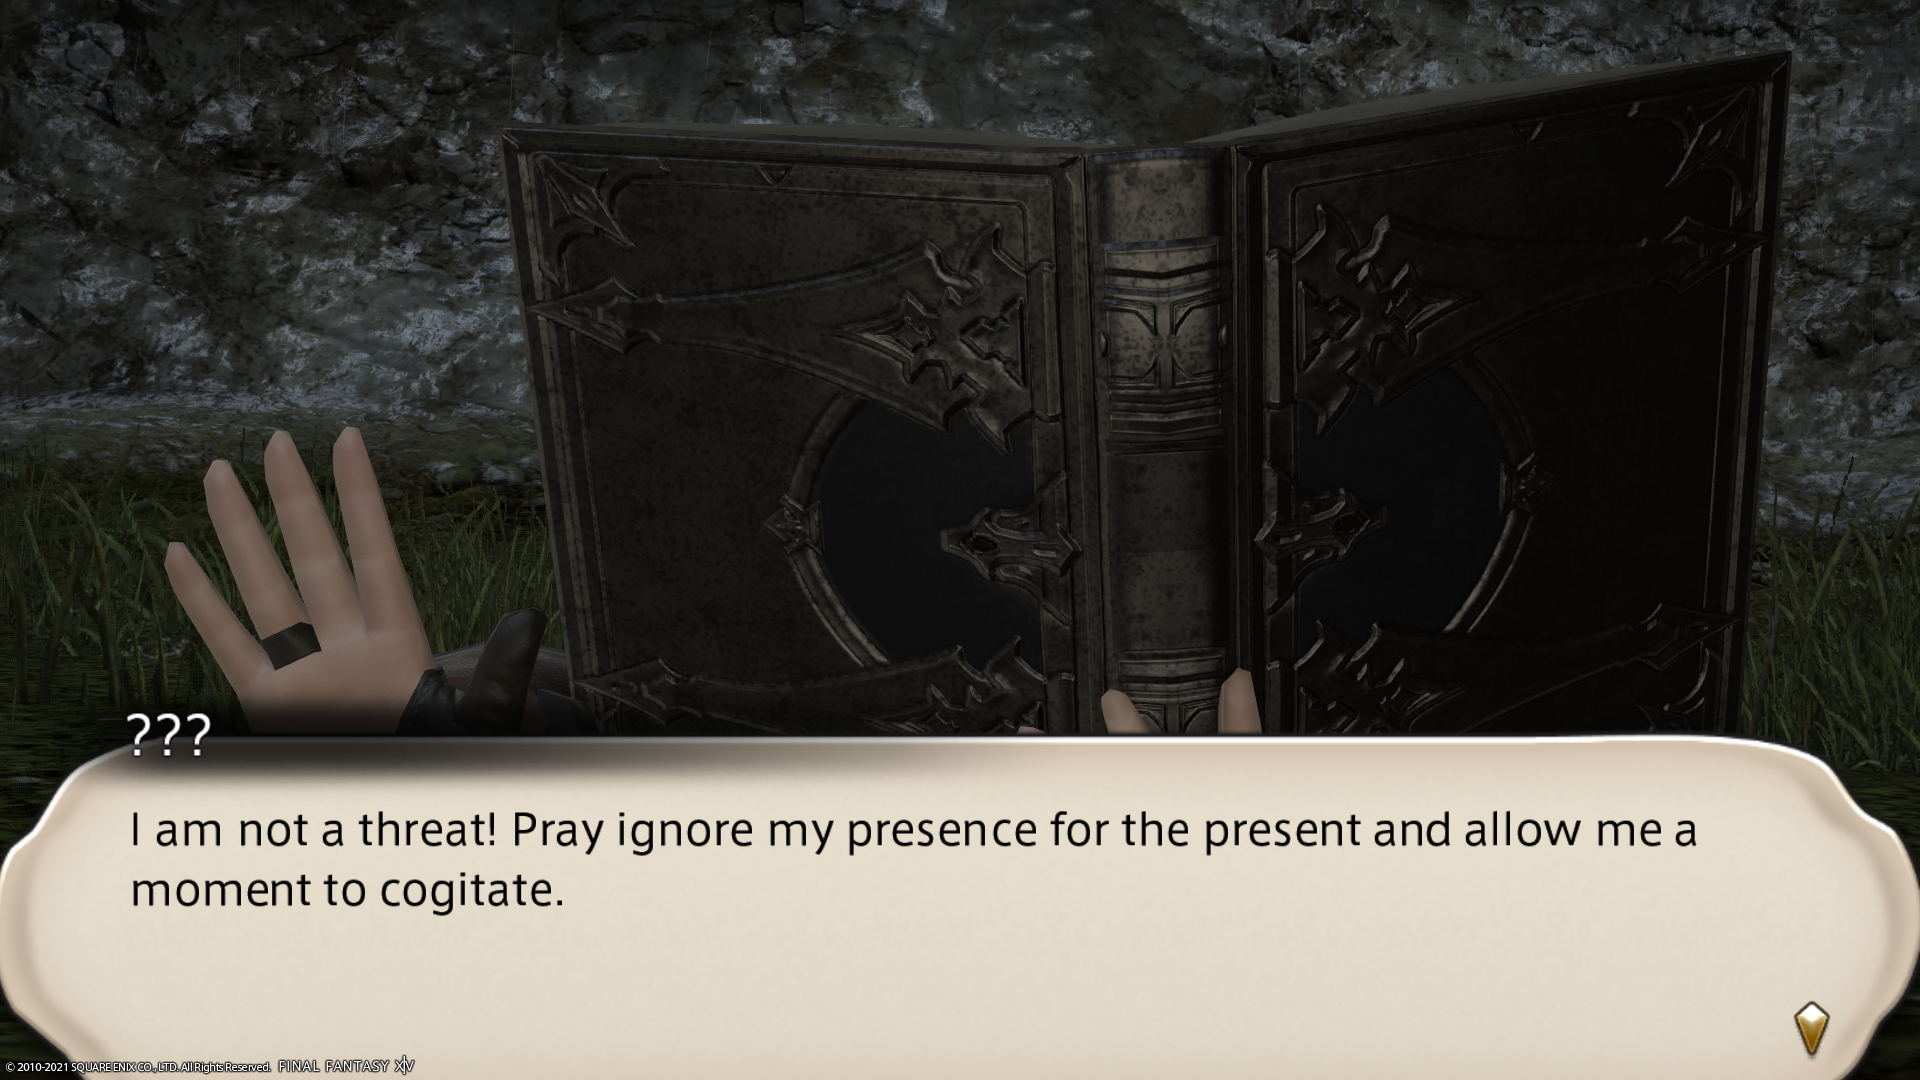 ???
I am not a threat! Pray ignore my presence for the present and allow me a
moment to cogitate.
© 2010-2021 SQUARE ENIX CO., LTD. All Rights Reserved. FINAL FANTASY XIV